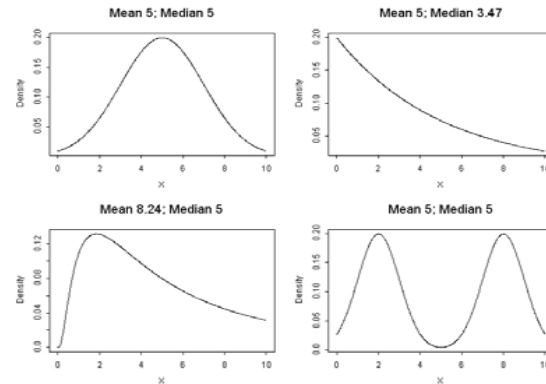 Mean 5; Median 5
Density
0.05 0.10 0.15 0.20
0 2 4 6 8 10
X
Mean 5; Median 3.47
Density
0.05 0.10 0.15 0.20
0 2 4 6 8 10
X
Mean 8.24; Median 5
Density
0.0 0.04 0.08 0.12
0 2 4 6 8 10
X
Mean 5; Median 5
Density
0.0 0.05 0.10 0.15 0.20
0 2 4 6 8 10
X